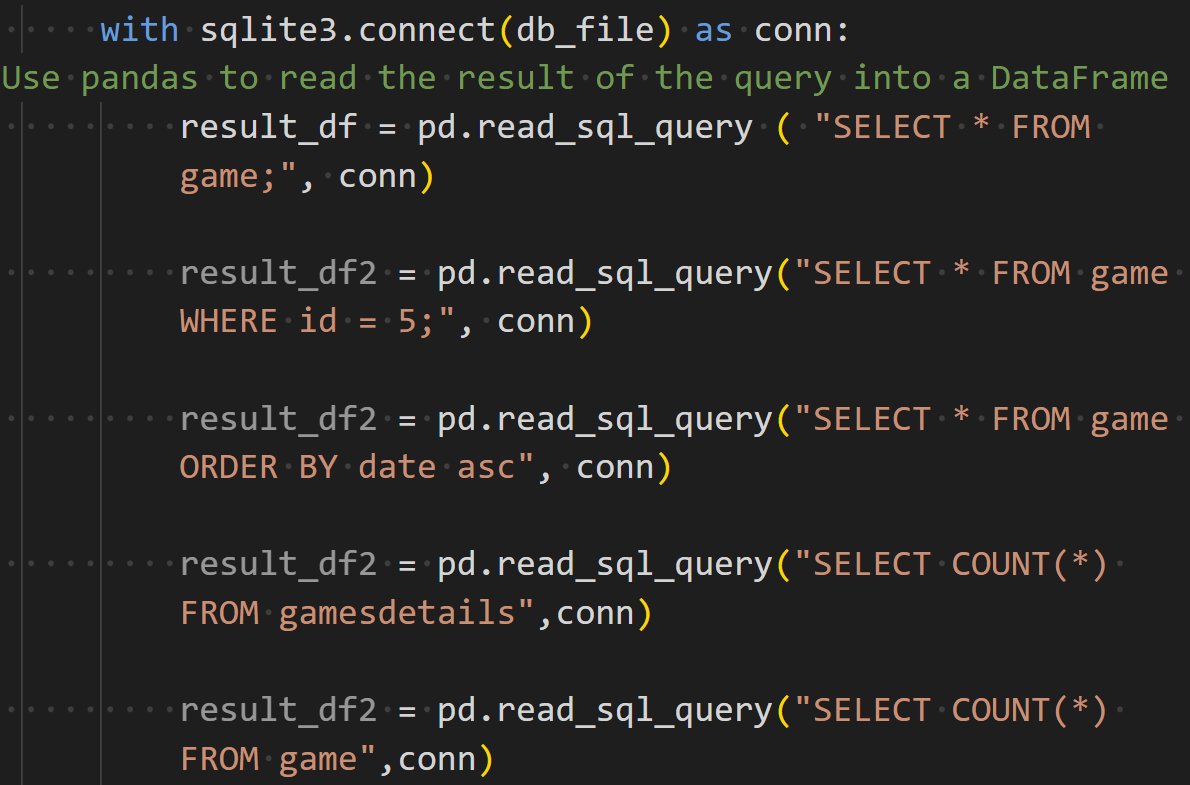 with sqlite3.connect(db_file) as conn:
Use pandas to read the result of the query into a DataFrame
result_df = pd.read_sql_query ( "SELECT * FROM
game;", conn)
result_df2 = pd.read_sql_query("SELECT * FROM game
WHERE id = 5;", conn)
result_df2 = pd.read_sql_query("SELECT * FROM game
ORDER BY date asc", conn)
result_df2 = pd.read_sql_query("SELECT COUNT(*)
FROM gamesdetails",conn)
result_df2 = pd.read_sql_query("SELECT COUNT(*)
FROM game",conn)